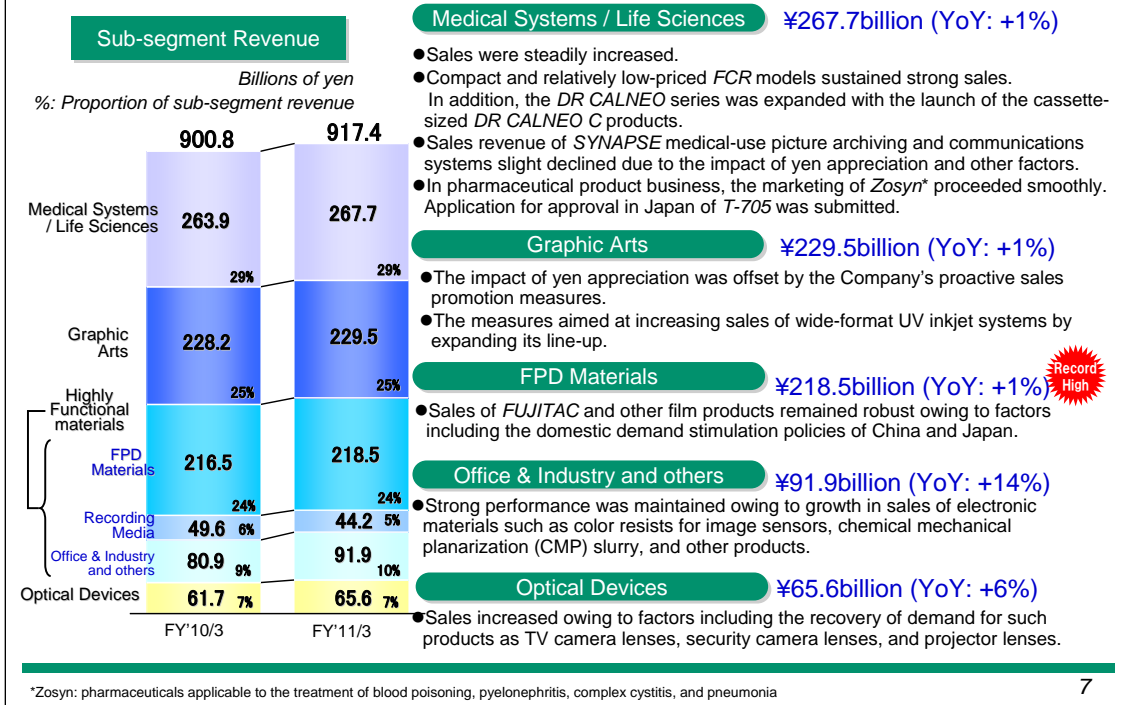 Sub-segment Revenue
Billions of yen
%: Proportion of sub-segment revenue
900.8
917.4
Medical Systems
/ Life Sciences
263.9
29%
267.7
29%
Graphic
Arts
228.2
25%
229.5
25%
Highly
Functional
materials
FPD
Materials
216.5
24%
218.5
24%
Recording
Media
49.6 6%
44.2 5%
Office & Industry
and others
80.9 9%
91.9
10%
Optical Devices
61.7 7%
65.6 7%
FY'10/3
FY'11/3
Medical Systems / Life Sciences
¥267.7billion (YoY: +1%)
●Sales were steadily increased.
●Compact and relatively low-priced FCR models sustained strong sales.
In addition, the DR CALNEO series was expanded with the launch of the cassette-
sized DR CALNEO C products.
●Sales revenue of SYNAPSE medical-use picture archiving and communications
systems slight declined due to the impact of yen appreciation and other factors.
●In pharmaceutical product business, the marketing of Zosyn* proceeded smoothly.
Application for approval in Japan of T-705 was submitted.
Graphic Arts
¥229.5billion (YoY: +1%)
●The impact of yen appreciation was offset by the Company's proactive sales
promotion measures.
●The measures aimed at increasing sales of wide-format UV inkjet systems by
expanding its line-up.
FPD Materials
¥218.5billion (YoY: +1%)
Record
High
●Sales of FUJITAC and other film products remained robust owing to factors
including the domestic demand stimulation policies of China and Japan.
Office & Industry and others
¥91.9billion (YoY: +14%)
●Strong performance was maintained owing to growth in sales of electronic
materials such as color resists for image sensors, chemical mechanical
planarization (CMP) slurry, and other products.
Optical Devices
¥65.6billion (YoY: +6%)
●Sales increased owing to factors including the recovery of demand for such
products as TV camera lenses, security camera lenses, and projector lenses.
*Zosyn: pharmaceuticals applicable to the treatment of blood poisoning, pyelonephritis, complex cystitis, and pneumonia
7